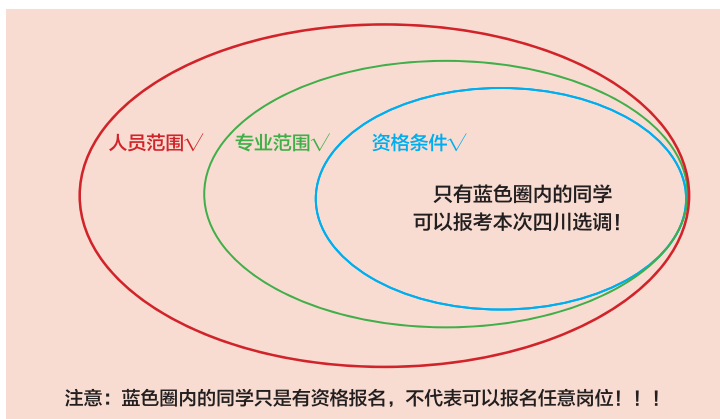 人员范围√ 专业范围√ 资格条件√
只有蓝色圈内的同学
可以报考本次四川选调！
注意：蓝色圈内的同学只是有资格报名，不代表可以报名任意岗位！！！